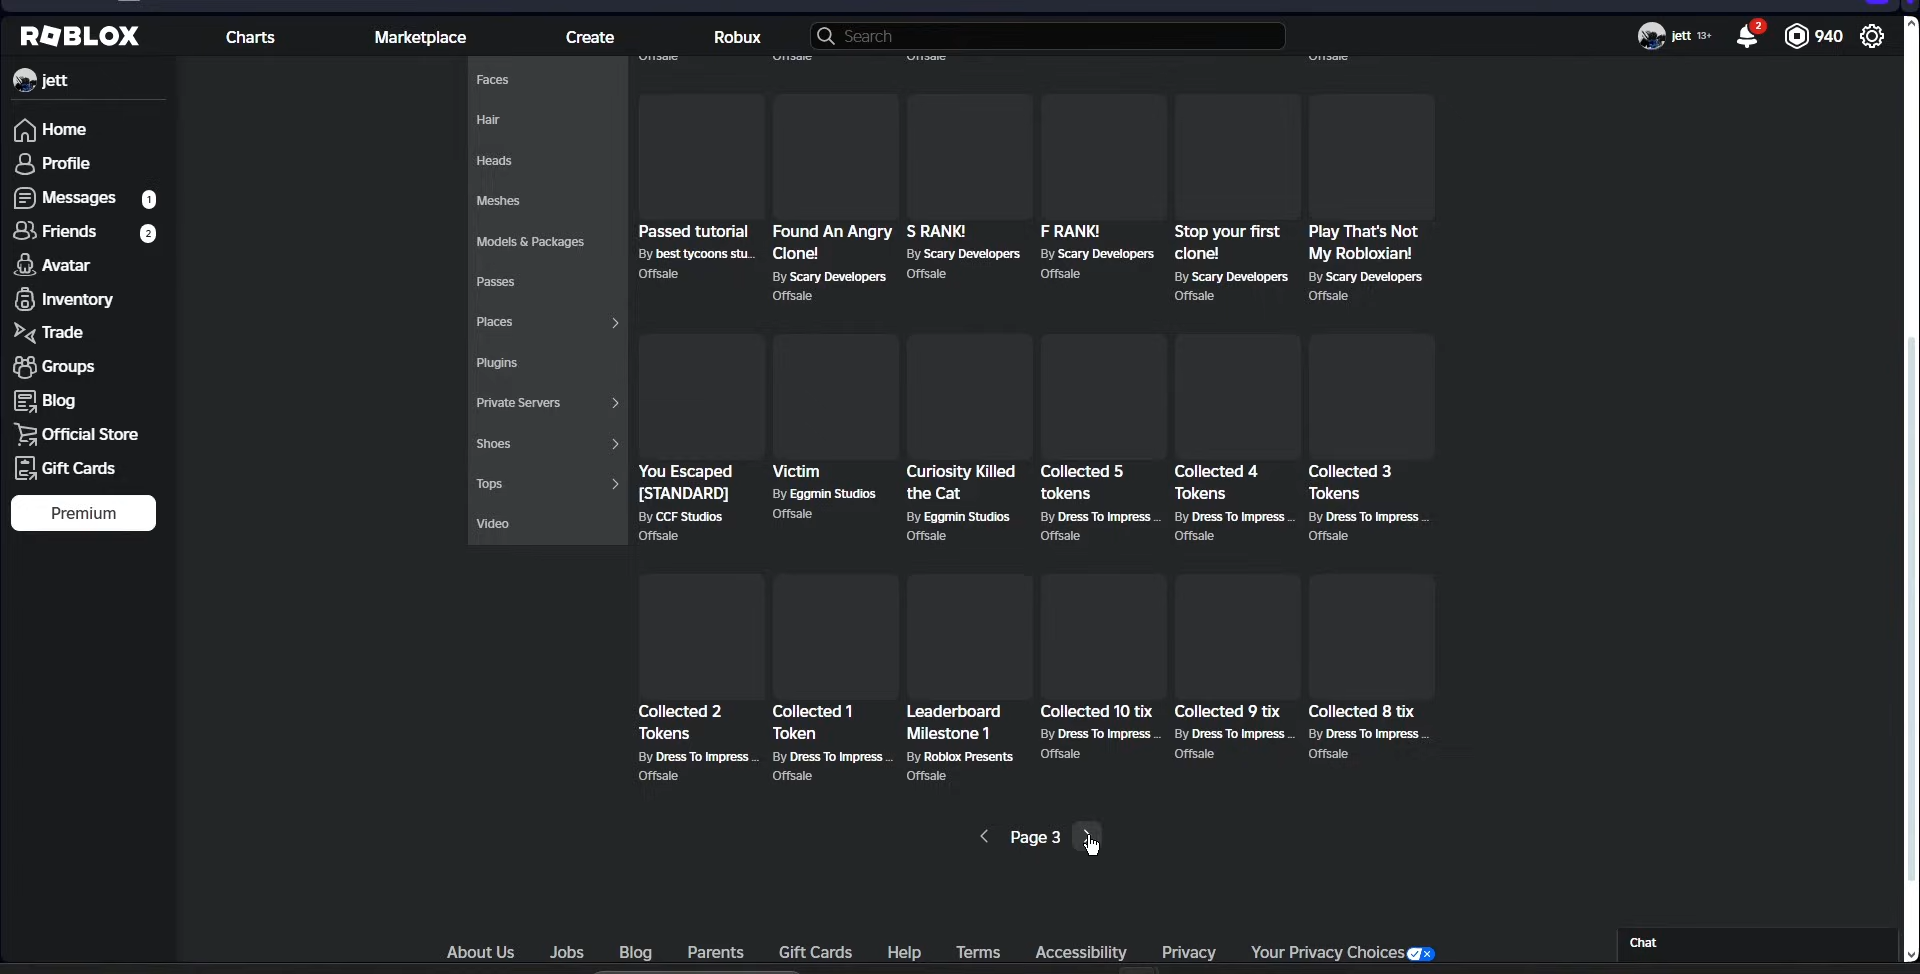 ROBLOX
Charts
Marketplace
Create
Robux
Search
jett 13+
2
940
jett
Home
Profile
Messages 1
Friends 2
Avatar
Inventory
Trade
Groups
Blog
Official Store
Gift Cards
Premium
Faces
Hair
Heads
Meshes
Models & Packages
Passes
Places
Plugins
Private Servers
Shoes
Tops
Video
Offsale Offsale Offsale Offsale
Passed tutorial
By best tycoons stu...
Offsale
Found An Angry
Clone!
By Scary Developers
Offsale
S RANK!
By Scary Developers
Offsale
F RANK!
By Scary Developers
Offsale
Stop your first
clone!
By Scary Developers
Offsale
Play That's Not
My Robloxian!
By Scary Developers
Offsale
You Escaped
[STANDARD]
By CCF Studios
Offsale
Victim
By Eggmin Studios
Offsale
Curiosity Killed
the Cat
By Eggmin Studios
Offsale
Collected 5
tokens
By Dress To Impress ...
Offsale
Collected 4
Tokens
By Dress To Impress ...
Offsale
Collected 3
Tokens
By Dress To Impress ...
Offsale
Collected 2
Tokens
By Dress To Impress ...
Offsale
Collected 1
Token
By Dress To Impress ...
Offsale
Leaderboard
Milestone 1
By Roblox Presents
Offsale
Collected 10 tix
By Dress To Impress ...
Offsale
Collected 9 tix
By Dress To Impress ...
Offsale
Collected 8 tix
By Dress To Impress ...
Offsale
Page 3
About Us
Jobs
Blog
Parents
Gift Cards
Help
Terms
Accessibility
Privacy
Your Privacy Choices
Chat